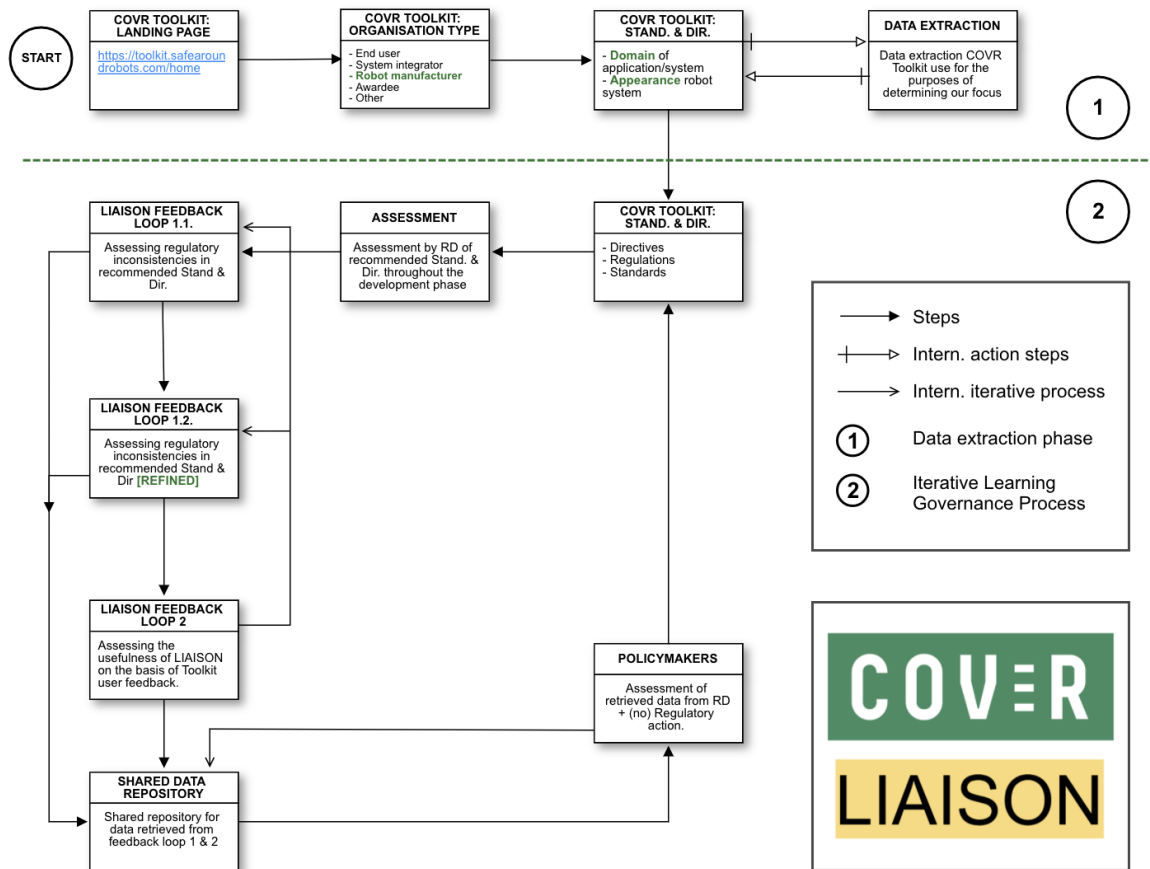 START
COVR TOOLKIT:
LANDING PAGE
https://toolkit.safearoun
drobots.com/home
COVR TOOLKIT:
ORGANISATION TYPE
- End user
- System integrator
- Robot manufacturer
- Awardee
- Other
COVR TOOLKIT:
STAND. & DIR.
- Domain of
application/system
- Appearance robot
system
DATA EXTRACTION
Data extraction COVR
Toolkit use for the
purposes of
determining our focus
1
2
LIAISON FEEDBACK
LOOP 1.1.
Assessing regulatory
inconsistencies in
recommended Stand &
Dir.
ASSESSMENT
Assessment by RD of
recommended Stand. &
Dir. throughout the
development phase
COVR TOOLKIT:
STAND. & DIR.
- Directives
- Regulations
- Standards
LIAISON FEEDBACK
LOOP 1.2.
Assessing regulatory
inconsistencies in
recommended Stand &
Dir [REFINED]
LIAISON FEEDBACK
LOOP 2
Assessing the
usefulness of LIAISON
on the basis of Toolkit
user feedback.
POLICYMAKERS
Assessment of
retrieved data from RD
+ (no) Regulatory
action.
SHARED DATA
REPOSITORY
Shared repository for
data retrieved from
feedback loop 1 & 2
Steps
Intern. action steps
Intern. iterative process
1 Data extraction phase
2 Iterative Learning
Governance Process
COVER
LIAISON